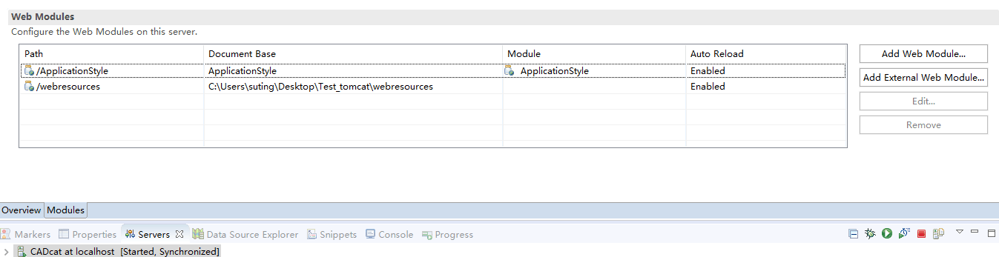 Web Modules
Configure the Web Modules on this server.
Path Document Base Module Auto Reload
/ApplicationStyle ApplicationStyle ApplicationStyle Enabled
/webresources C:\Users\suting\Desktop\Test_tomcat\webresources Enabled
Add Web Module...
Add External Web Module...
Edit...
Remove
Overview Modules
Markers Properties Servers Data Source Explorer Snippets Console Progress
CADcat at localhost [Started, Synchronized]